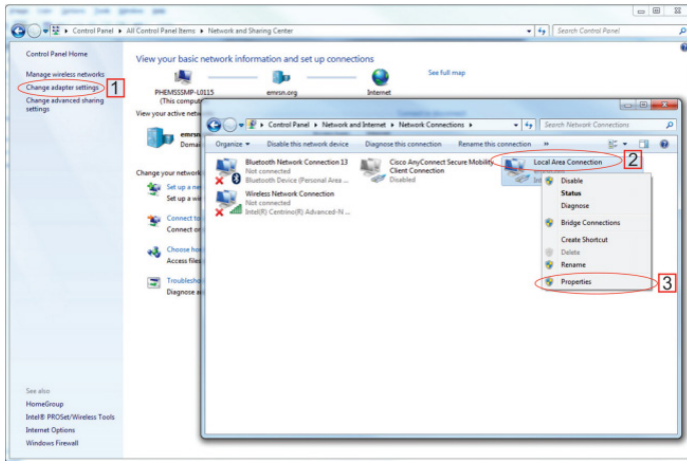 Control Panel ▸ All Control Panel Items ▸ Network and Sharing Center
Search Control Panel
Control Panel Home
Manage wireless networks
Change adapter settings
1
Change advanced sharing
settings
View your basic network information and set up connections
See full map
PHEMSSSMP-L0115
(This computer
emrsn.org
Internet
View your active netw
emrsn
Domai
Change your network
Set up a ne
Set up a wir
Connect to
Connect or
Choose ho
Access files
Troublesho
Diagnose a
See also
HomeGroup
Intel® PROSet/Wireless Tools
Internet Options
Windows Firewall
Control Panel ▸ Network and Internet ▸ Network Connections ▸
Search Network Connections
Organize
Disable this network device
Diagnose this connection
Rename this connection
»
Bluetooth Network Connection 13
Not connected
Bluetooth Device (Personal Area ...
Cisco AnyConnect Secure Mobility
Client Connection
Disabled
Local Area Connection
2
Wireless Network Connection
Not connected
Intel(R) Centrino(R) Advanced-N ...
Disable
Status
Diagnose
Bridge Connections
Create Shortcut
Delete
Rename
Properties
3